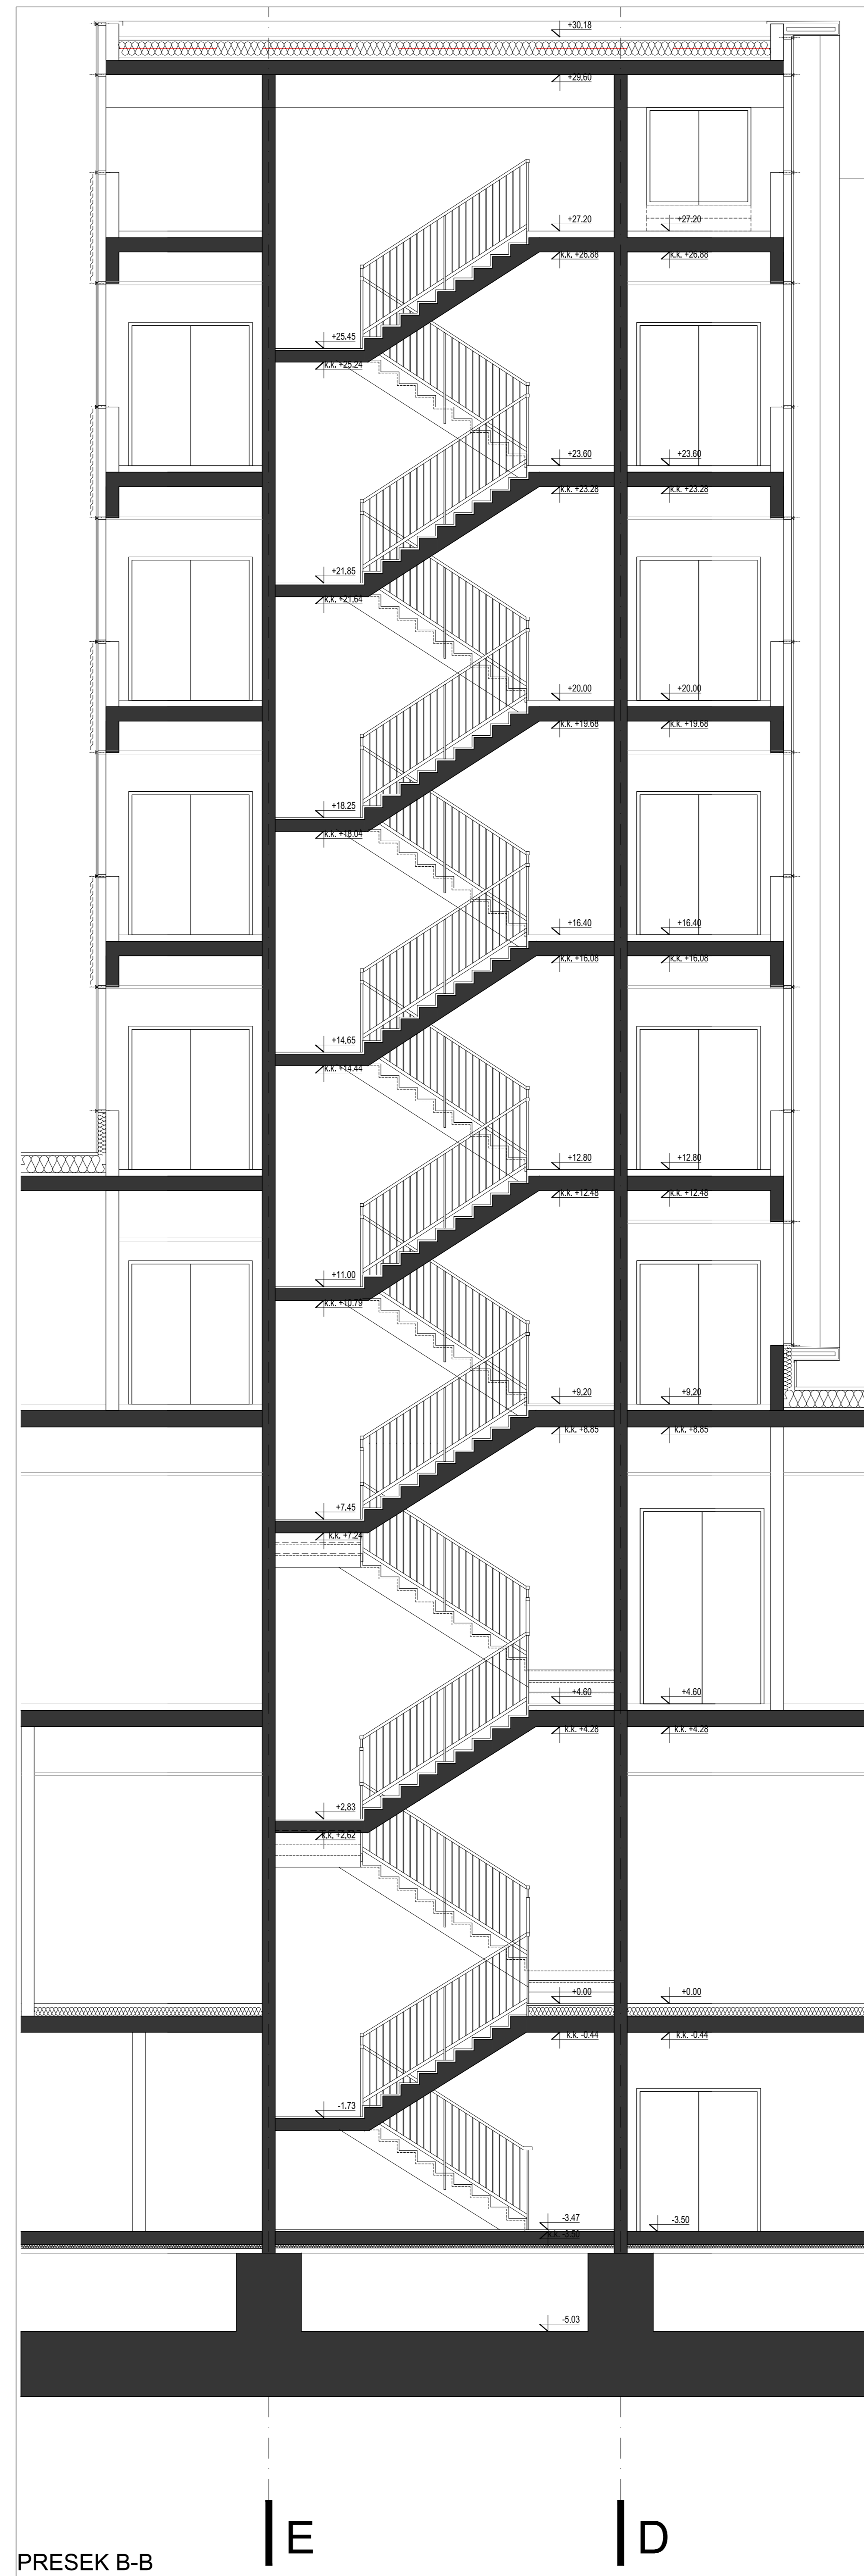 +30.18
+29.60
+27.20 +27.20
k.k. +26.88 k.k. +26.88
+25.45
k.k. +25.24
+23.60 +23.60
k.k. +23.28 k.k. +23.28
+21.85
k.k. +21.64
+20.00 +20.00
k.k. +19.68 k.k. +19.68
+18.25
k.k. +18.04
+16.40 +16.40
k.k. +16.08 k.k. +16.08
+14.65
k.k. +14.44
+12.80 +12.80
k.k. +12.48 k.k. +12.48
+11.00
k.k. +10.79
+9.20 +9.20
k.k. +8.85 k.k. +8.85
+7.45
k.k. +7.24
+4.60 +4.60
k.k. +4.28 k.k. +4.28
+2.83
k.k. +2.62
+0.00 +0.00
k.k. -0.44 k.k. -0.44
-1.73
-3.47 -3.50
k.k. -3.50
-5.03
E D
PRESEK B-B